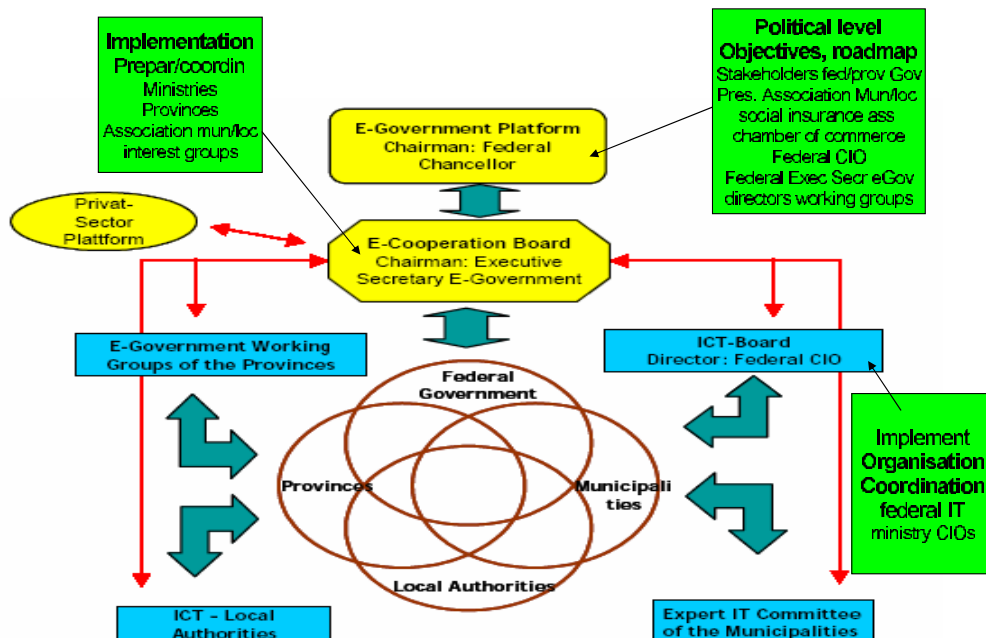 Implementation
Prepar/coordin
Ministries
Provinces
Association mun/loc
interest groups
Political level
Objectives, roadmap
Stakeholders fed/prov Gov
Pres. Association Mun/loc
social insurance ass
chamber of commerce
Federal CIO
Federal Exec Secr eGov
directors working groups
E-Government Platform
Chairman: Federal
Chancellor
Privat-
Sector
Plattform
E-Cooperation Board
Chairman: Executive
Secretary E-Government
E-Government Working
Groups of the Provinces
ICT-Board
Director: Federal CIO
Federal
Government
Provinces
Municipali
ties
Local Authorities
Implement
Organisation
Coordination
federal IT
ministry CIOs
ICT - Local
Authorities
Expert IT Committee
of the Municipalities